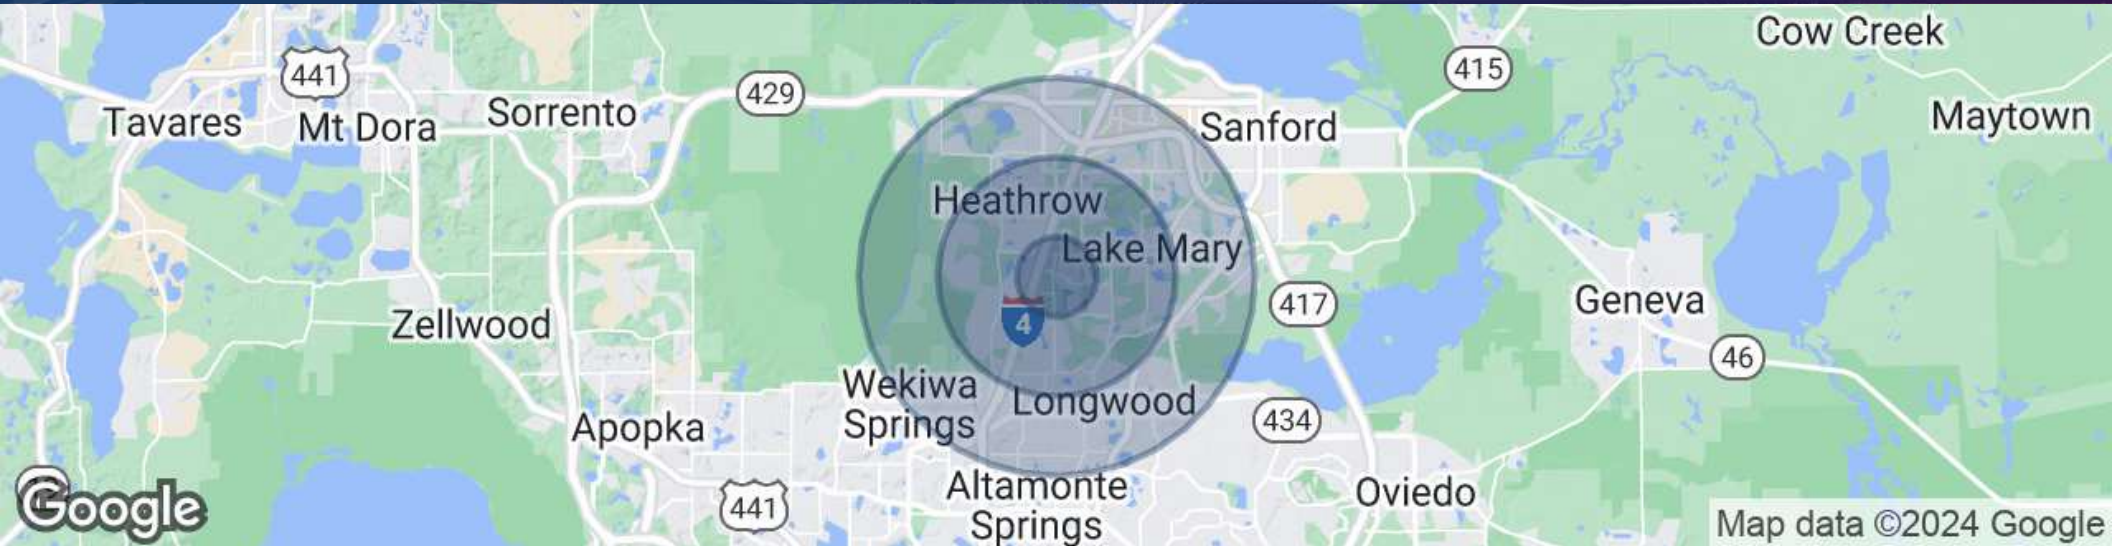 Cow Creek
441
415
429
Tavares
Mt Dora
Sorrento
Sanford
Maytown
Heathrow
Lake Mary
417
Geneva
4
Zellwood
46
Wekiwa
Springs
Longwood
434
Apopka
Altamonte
Springs
441
Oviedo
Google
Map data ©2024 Google